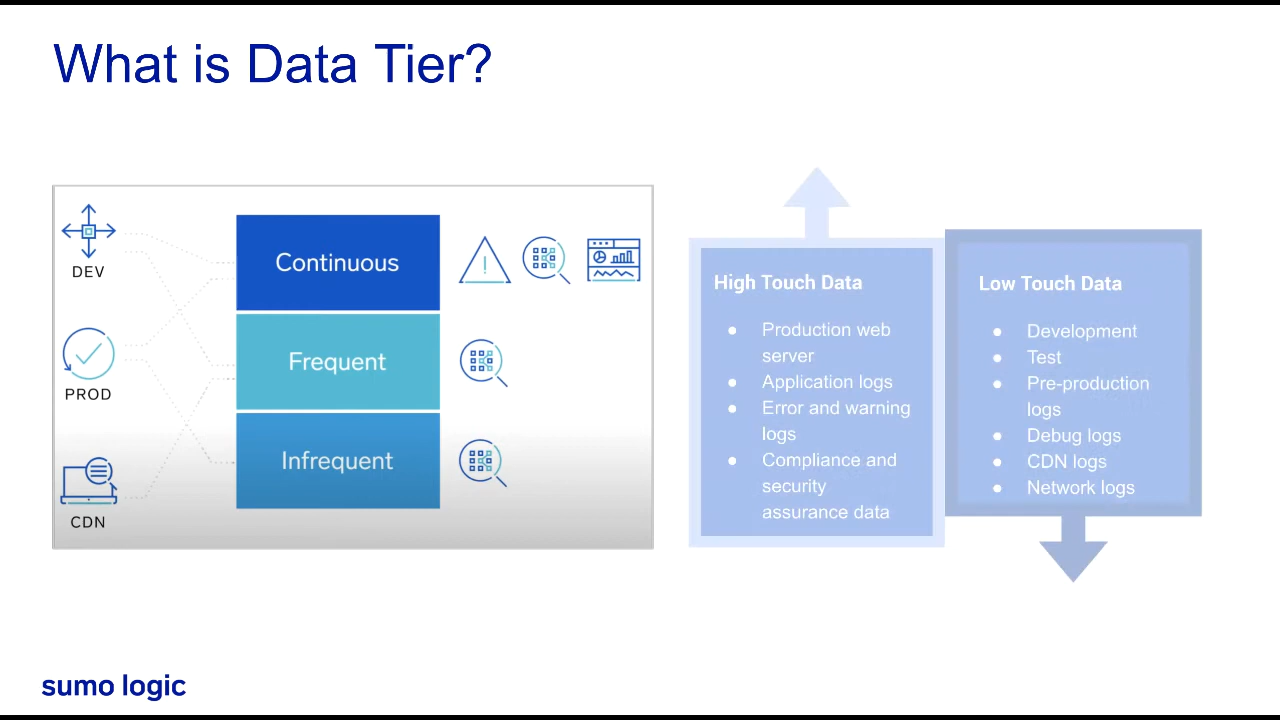 What is Data Tier?
DEV
PROD
CDN
Continuous
Frequent
Infrequent
High Touch Data
● Production web
server
● Application logs
● Error and warning
logs
● Compliance and
security
assurance data
Low Touch Data
● Development
● Test
● Pre-production
logs
● Debug logs
● CDN logs
● Network logs
sumo logic